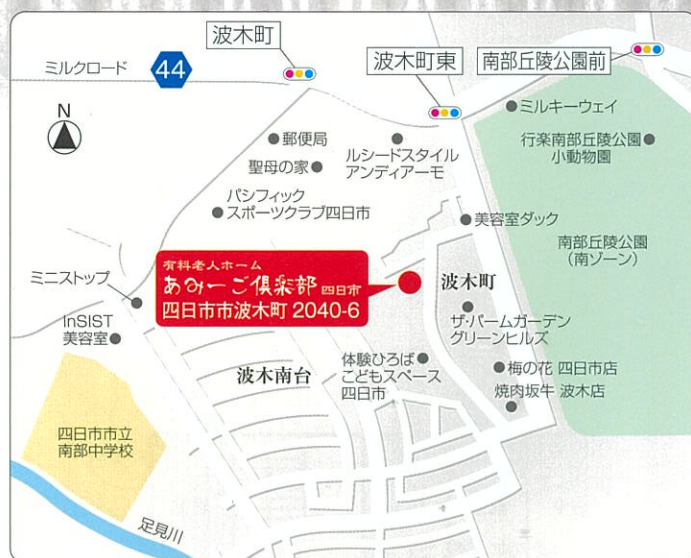 波木町
波木町東
南部丘陵公園前
ミルクロード
44
N
ミルキーウェイ
郵便局
聖母の家
ルシードスタイル
アンディアーモ
行楽南部丘陵公園
小動物園
パシフィック
スポーツクラブ四日市
美容室ダック
南部丘陵公園
(南ゾーン)
有料老人ホーム
あみーご倶楽部 四日市
四日市市波木町 2040-6
波木町
ミニストップ
InSIST
美容室
ザ・パームガーデン
グリーンヒルズ
波木南台
体験ひろば
こどもスペース
四日市
梅の花 四日市店
焼肉坂牛 波木店
四日市市立
南部中学校
足見川